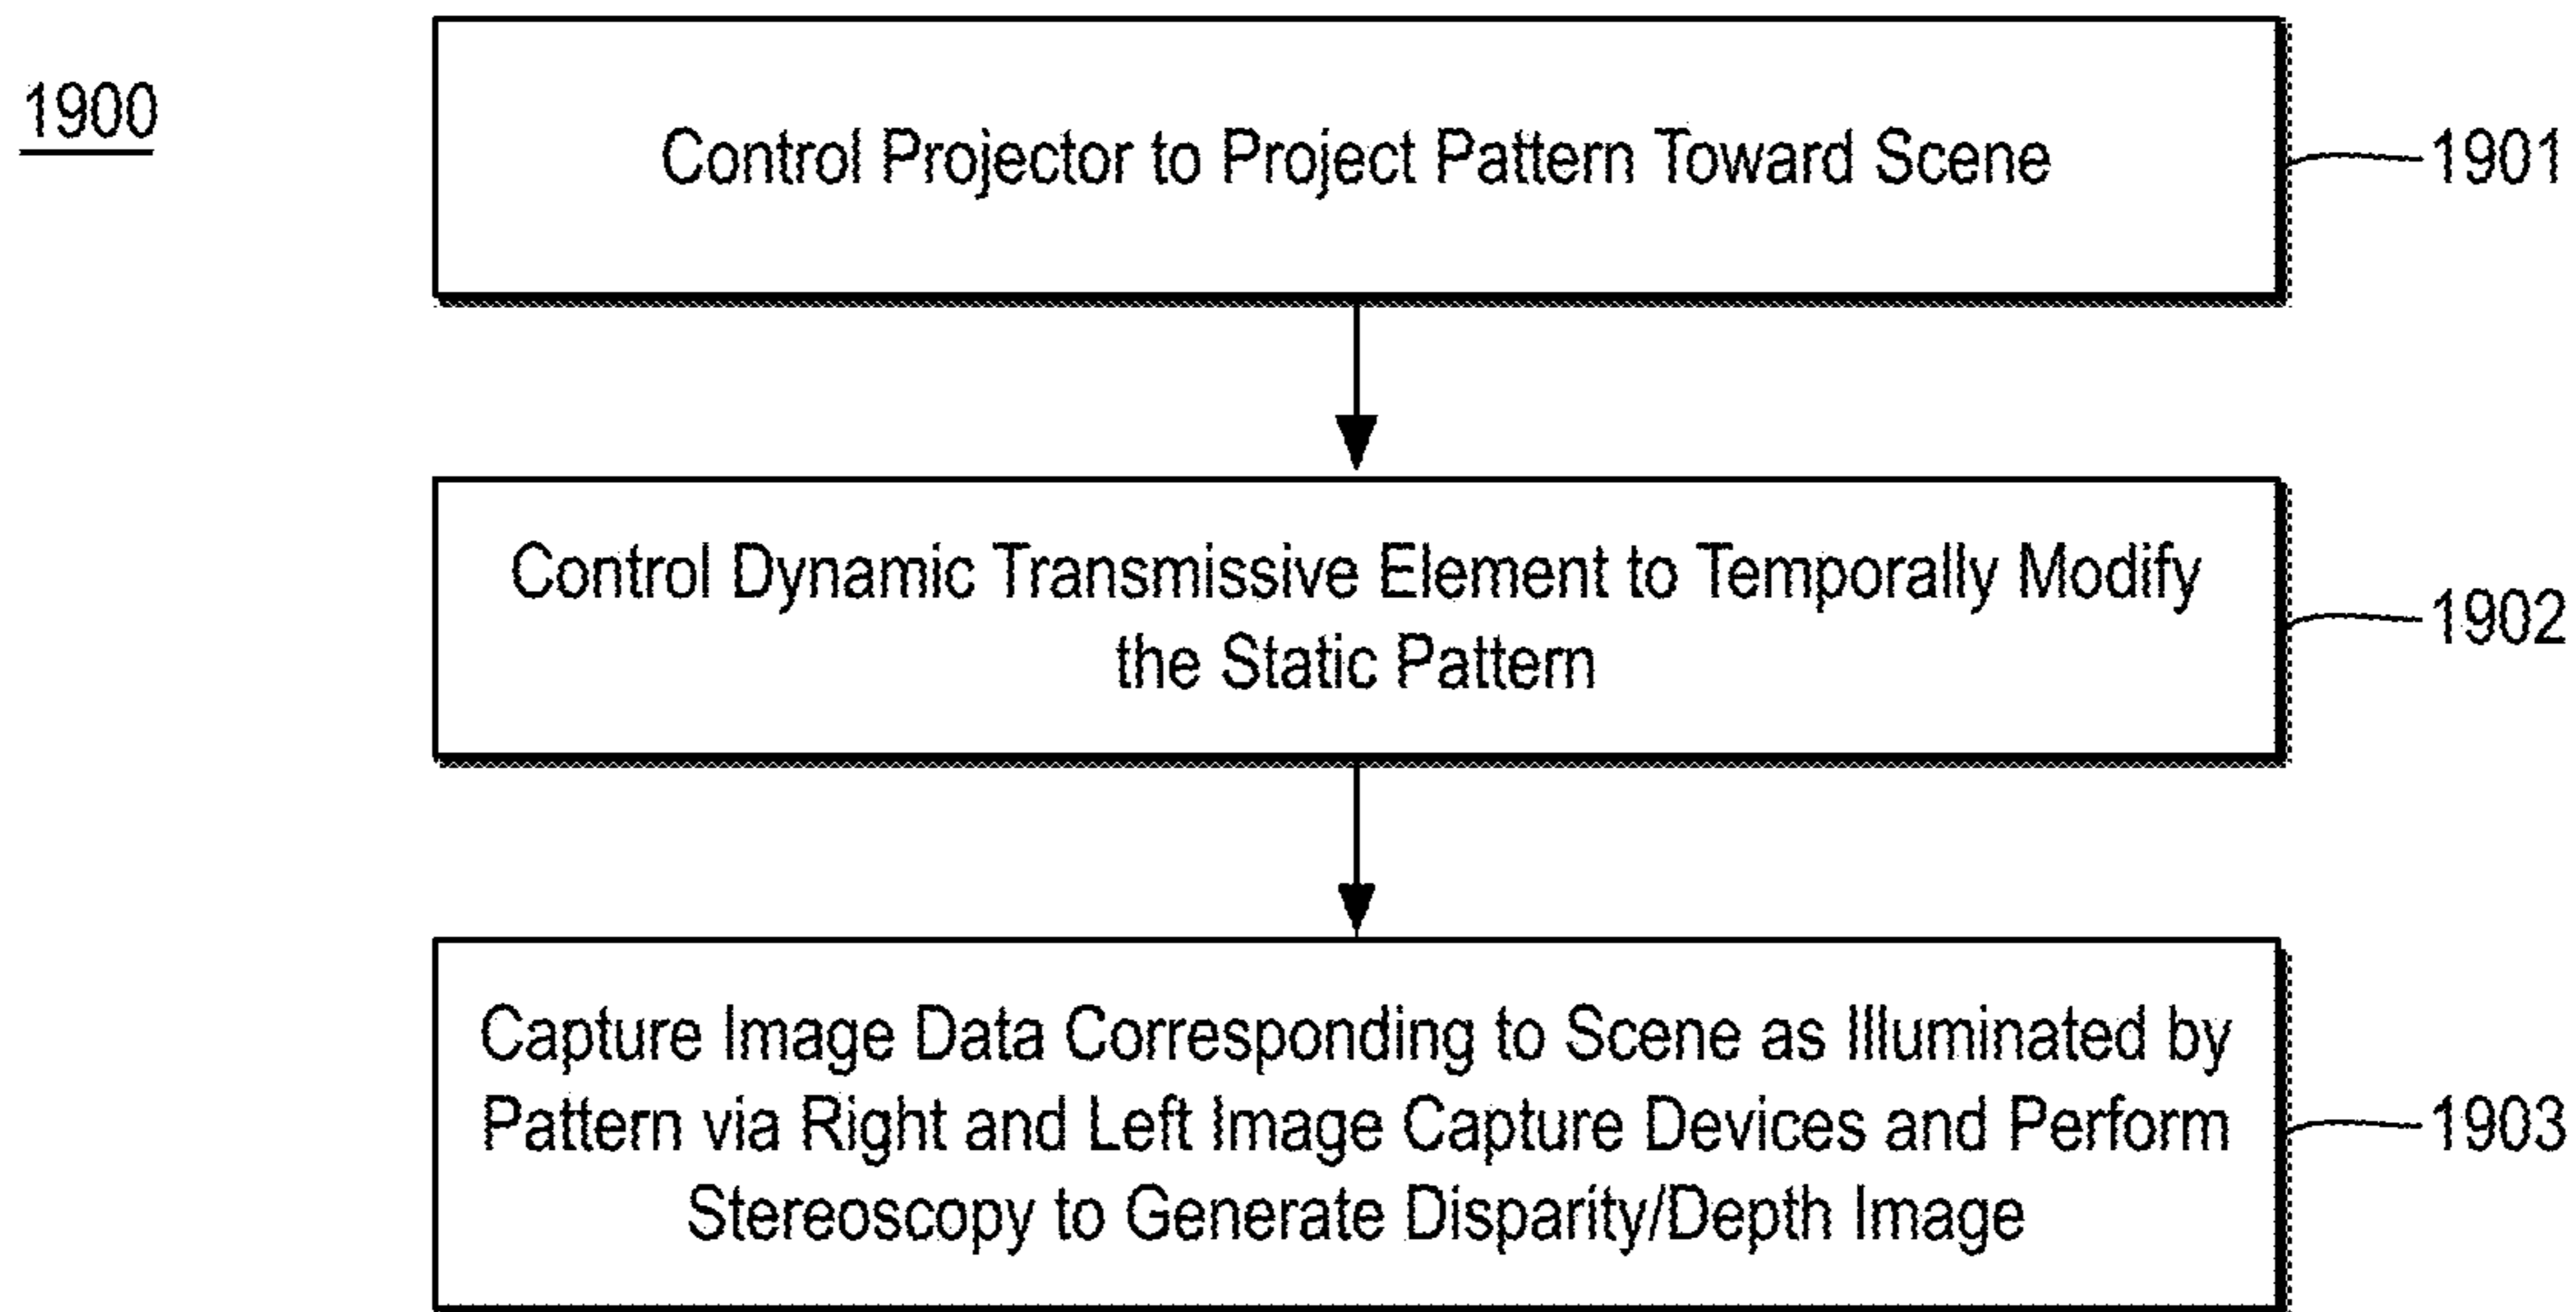 1900
Control Projector to Project Pattern Toward Scene
1901
Control Dynamic Transmissive Element to Temporally Modify
the Static Pattern
1902
Capture Image Data Corresponding to Scene as Illuminated by
Pattern via Right and Left Image Capture Devices and Perform
Stereoscopy to Generate Disparity/Depth Image
1903